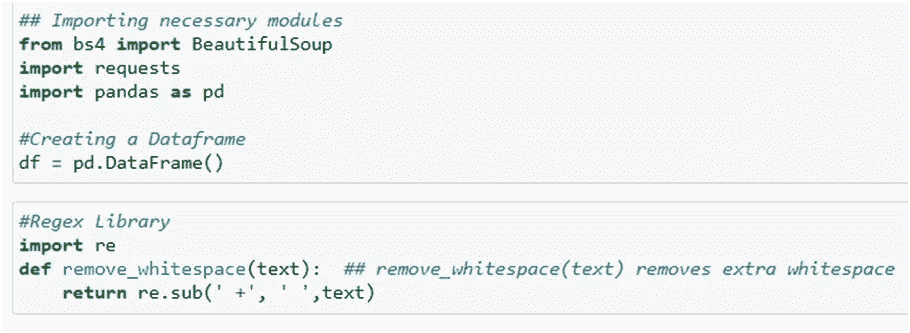 ## Importing necessary modules
from bs4 import BeautifulSoup
import requests
import pandas as pd
#Creating a Dataframe
df = pd.DataFrame()
#Regex Library
import re
def remove_whitespace(text):  ## remove_whitespace(text) removes extra whitespace
    return re.sub(' +', ' ',text)